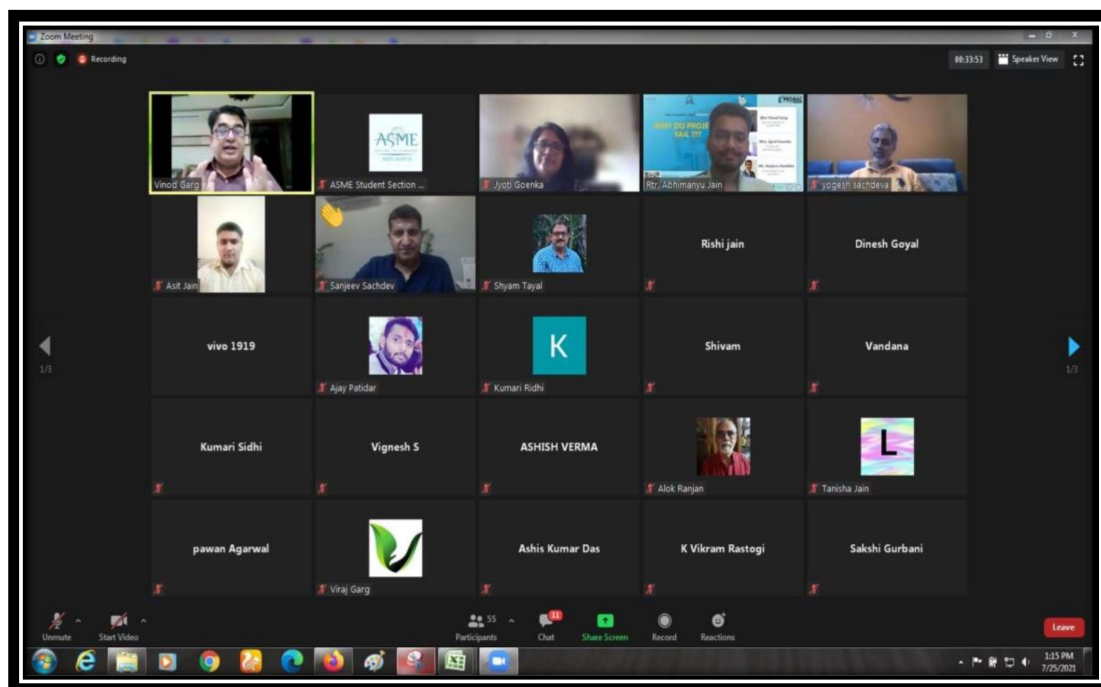 Zoom Meeting
Recording
00:33:53
Speaker View
Vinod Garg
ASME
ASME Student Section ...
Jyoti Goenka
WHY DO PROJE
FAIL ???
Rtr. Abhimanyu Jain
yogesh sachdeva
Asit Jain
Sanjeev Sachdev
Shyam Tayal
Rishi jain
Dinesh Goyal
vivo 1919
Ajay Patidar
K
Kumari Ridhi
Shivam
Vandana
1/3
1/3
Kumari Sidhi
Vignesh S
ASHISH VERMA
Alok Ranjan
L
Tanisha Jain
pawan Agarwal
Viraj Garg
Ashis Kumar Das
K Vikram Rastogi
Sakshi Gurbani
Unmute
Start Video
55
Participants
11
Chat
Share Screen
Record
Reactions
Leave
1:15 PM
7/25/2021